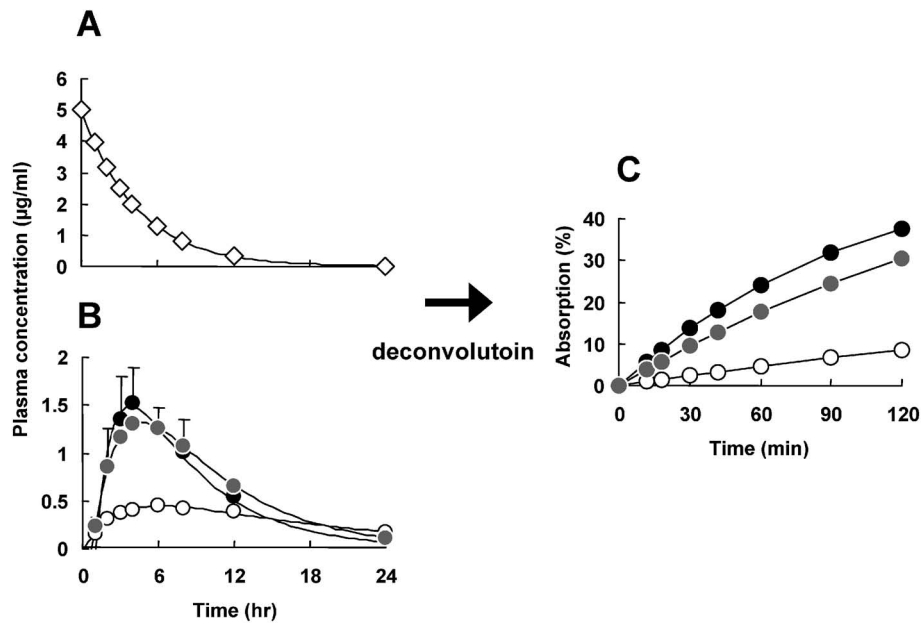 A
6
5
4
3
2
1
0
B
2
1.5
1
0.5
0
0 6 12 18 24
Time (hr)
Plasma concentration (µg/ml)
deconvolutoin
C
40
30
20
10
0
0 30 60 90 120
Time (min)
Absorption (%)